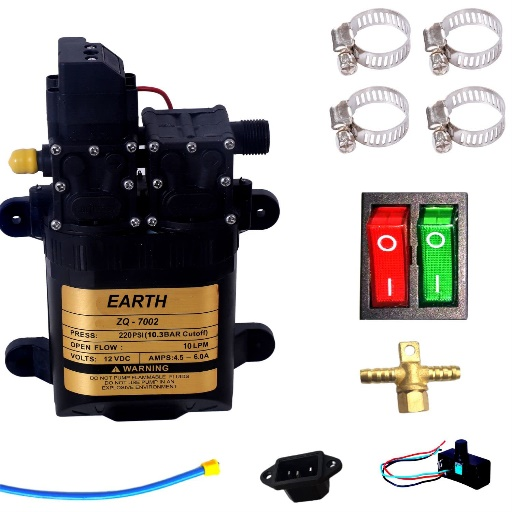 EARTH
ZQ - 7002
PRESS: 220PSI(10.3BAR Cutoff)
OPEN FLOW : 10 LPM
VOLTS: 12 VDC AMPS:4.5 – 6.0A
WARNING
DO NOT PUMP FLAMMABLE FLUIDS
DO NOT USE PUMP IN AN
EXPLOSIVE ENVIRONMENT